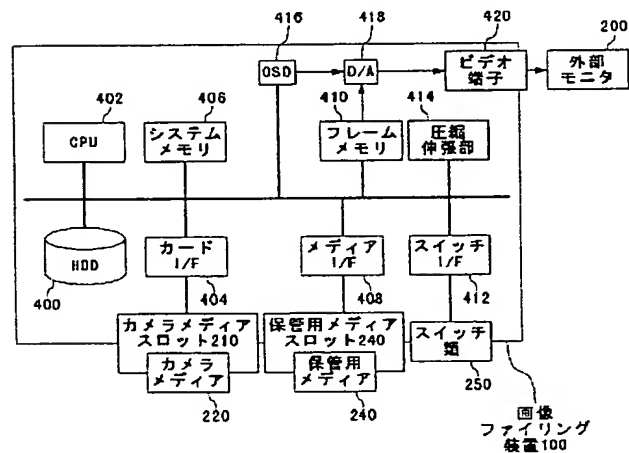 416
418
420
200
OSD
D/A
ビデオ
端子
外部
モニタ
402
406
410
414
CPU
システム
メモリ
フレーム
メモリ
圧縮
伸張部
HDD
カード
I/F
メディア
I/F
スイッチ
I/F
400
404
408
412
カメラメディア
スロット210
保管用メディア
スロット240
スイッチ
類
カメラ
メディア
保管用
メディア
250
220
240
画像
ファイリング
装置100